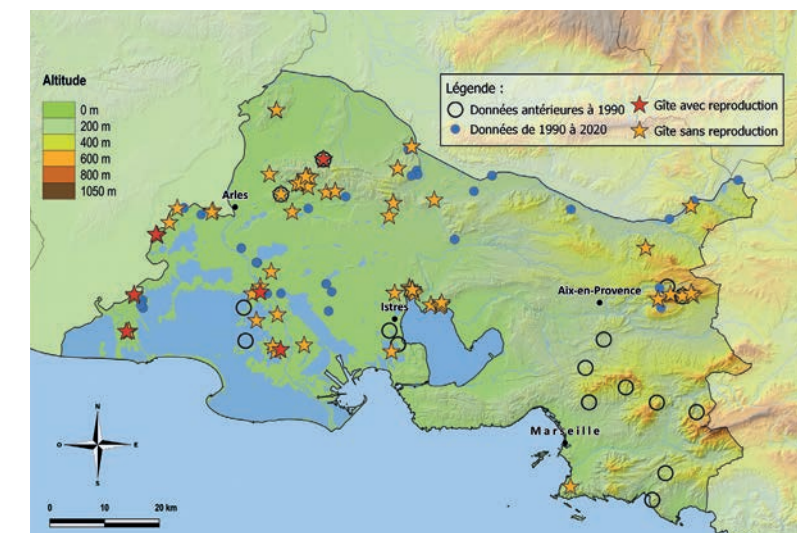 Altitude
0 m
200 m
400 m
600 m
800 m
1050 m
Légende :
Données antérieures à 1990
Gîte avec reproduction
Données de 1990 à 2020
Gîte sans reproduction
Arles
Aix-en-Provence
Istres
Marseille
N
O
E
S
0
10
20 km